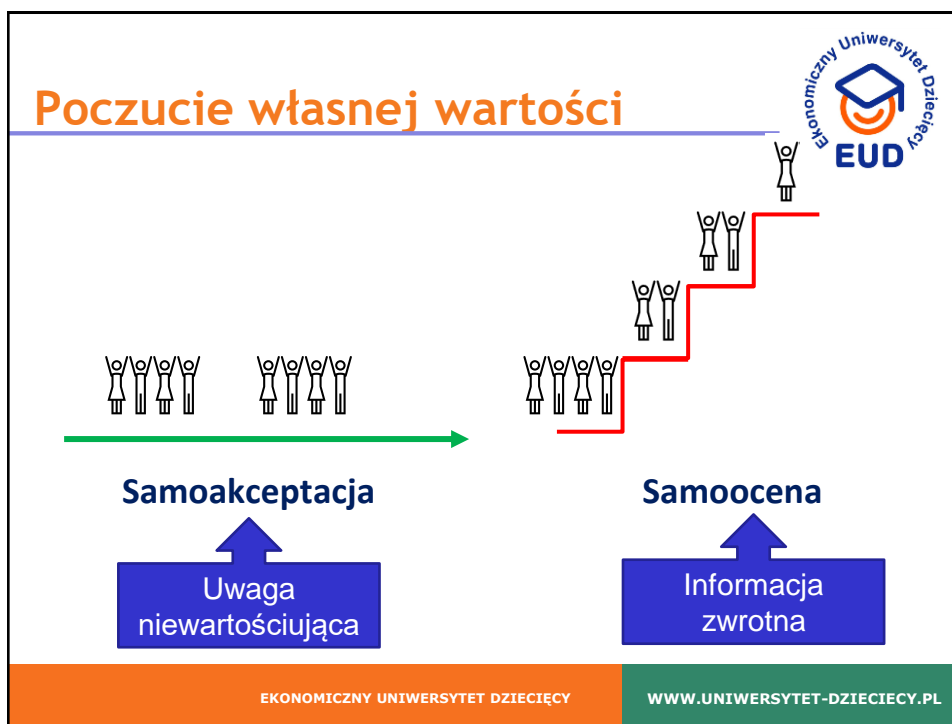 Poczucie własnej wartości
Ekonomiczny Uniwersytet Dziecięcy
EUD
Samoakceptacja
Samoocena
Uwaga
niewartościująca
Informacja
zwrotna
EKONOMICZNY UNIWERSYTET DZIECIĘCY
WWW.UNIWERSYTET-DZIECIECY.PL